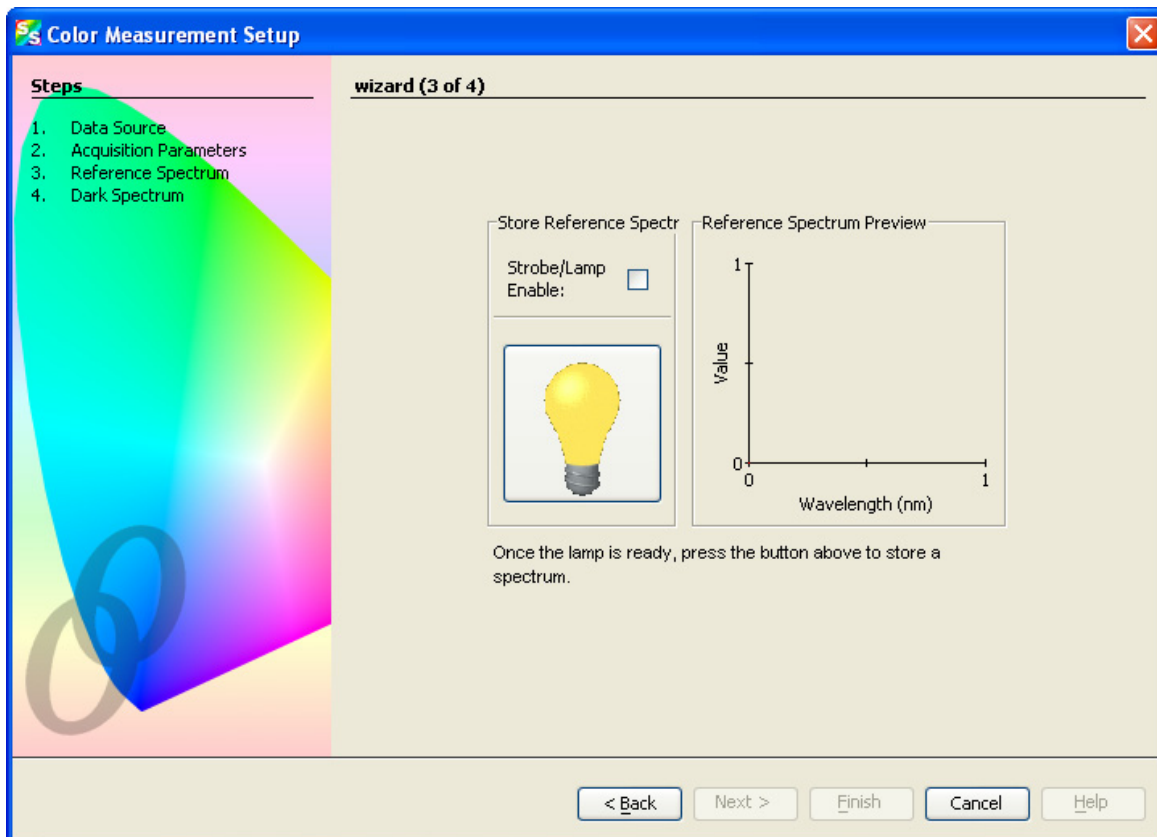 SS Color Measurement Setup
Steps
1. Data Source
2. Acquisition Parameters
3. Reference Spectrum
4. Dark Spectrum
wizard (3 of 4)
Store Reference Spectr
Strobe/Lamp
Enable:
Reference Spectrum Preview
1
Value
0
0
1
Wavelength (nm)
Once the lamp is ready, press the button above to store a
spectrum.
< Back
Next >
Finish
Cancel
Help